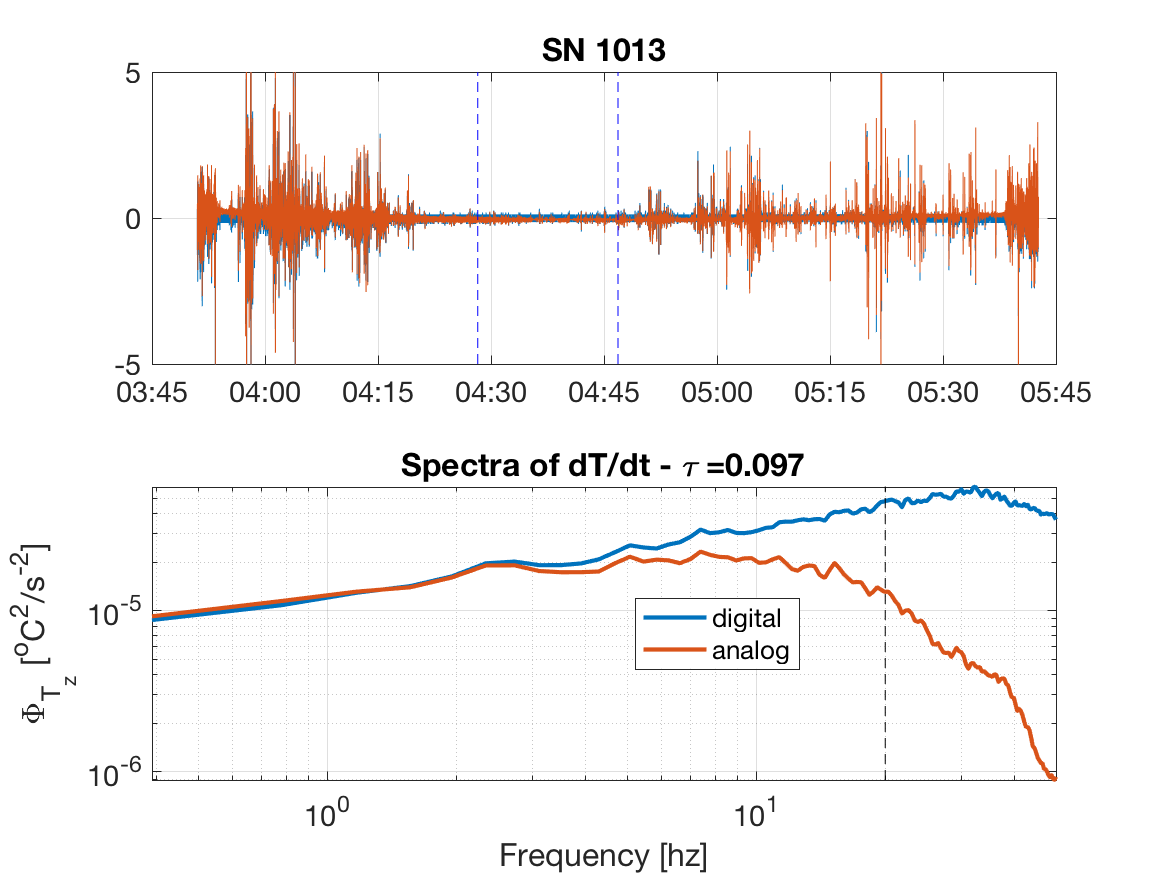 SN 1013
5
0
-5
03:45 04:00 04:15 04:30 04:45 05:00 05:15 05:30 05:45
Spectra of dT/dt - τ =0.097
Φ_{T_z} [°C²/s⁻²]
10⁻⁵
10⁻⁶
digital
analog
10⁰ 10¹
Frequency [hz]